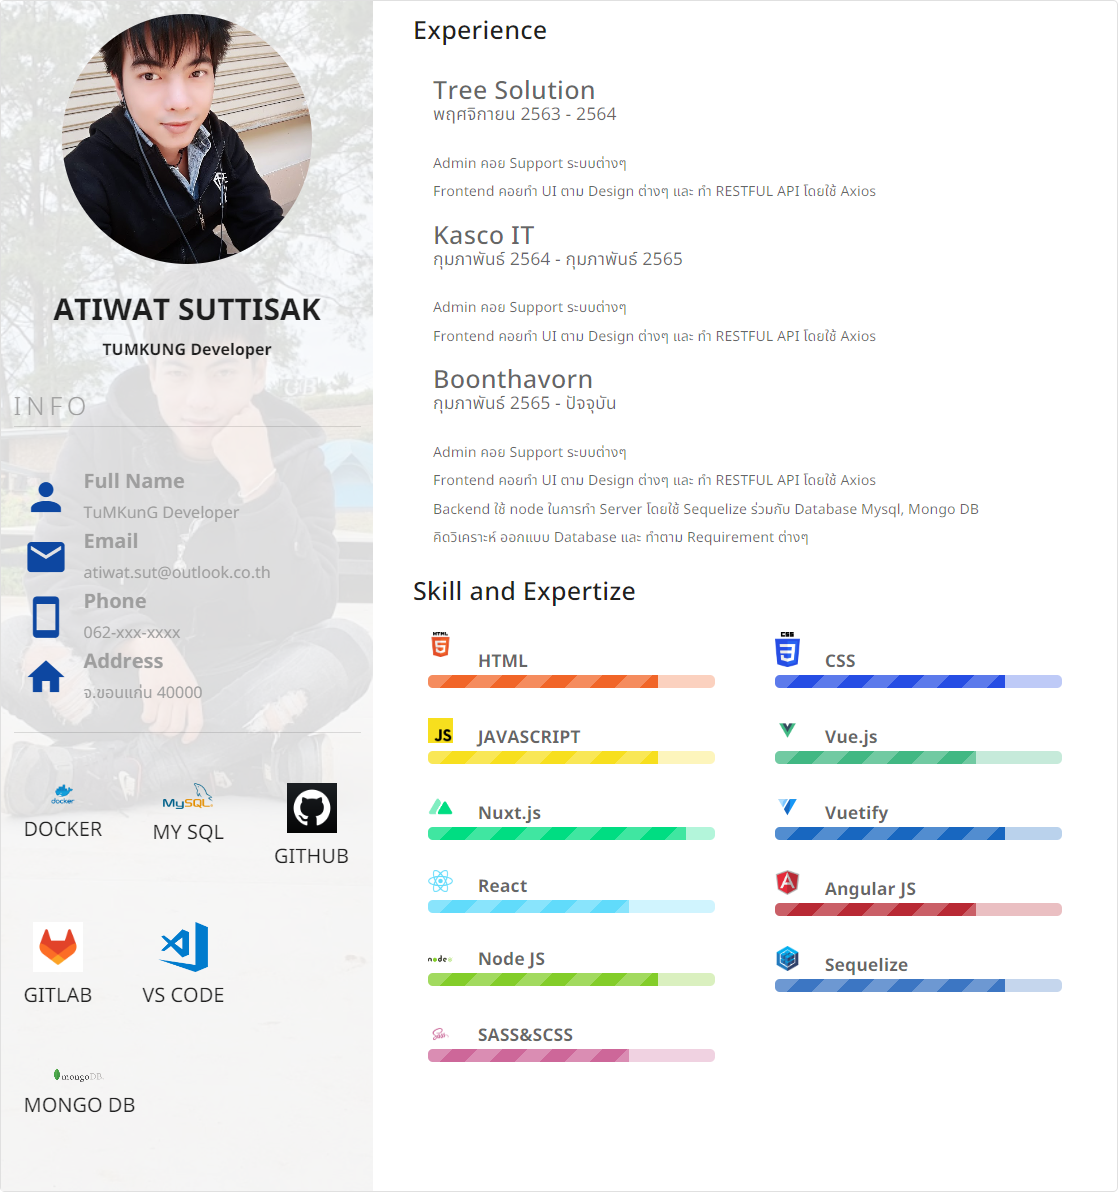 ATIWAT SUTTISAK
TUMKUNG Developer
INFO
Full Name
TuMKunG Developer
Email
atiwat.sut@outlook.co.th
Phone
062-xxx-xxxx
Address
จ.ขอนแก่น 40000
docker
DOCKER
MySQL
MY SQL
GITHUB
GITLAB
VS CODE
mongoDB
MONGO DB
Experience
Tree Solution
พฤศจิกายน 2563 - 2564
Admin คอย Support ระบบต่างๆ
Frontend คอยทำ UI ตาม Design ต่างๆ และ ทำ RESTFUL API โดยใช้ Axios
Kasco IT
กุมภาพันธ์ 2564 - กุมภาพันธ์ 2565
Admin คอย Support ระบบต่างๆ
Frontend คอยทำ UI ตาม Design ต่างๆ และ ทำ RESTFUL API โดยใช้ Axios
Boonthavorn
กุมภาพันธ์ 2565 - ปัจจุบัน
Admin คอย Support ระบบต่างๆ
Frontend คอยทำ UI ตาม Design ต่างๆ และ ทำ RESTFUL API โดยใช้ Axios
Backend ใช้ node ในการทำ Server โดยใช้ Sequelize ร่วมกับ Database Mysql, Mongo DB
คิดวิเคราะห์ ออกแบบ Database และ ทำตาม Requirement ต่างๆ
Skill and Expertize
HTML
5
HTML
CSS
3
CSS
JS
JAVASCRIPT
Vue.js
Nuxt.js
Vuetify
React
A
Angular JS
node
Node JS
Sequelize
Sass
SASS&SCSS